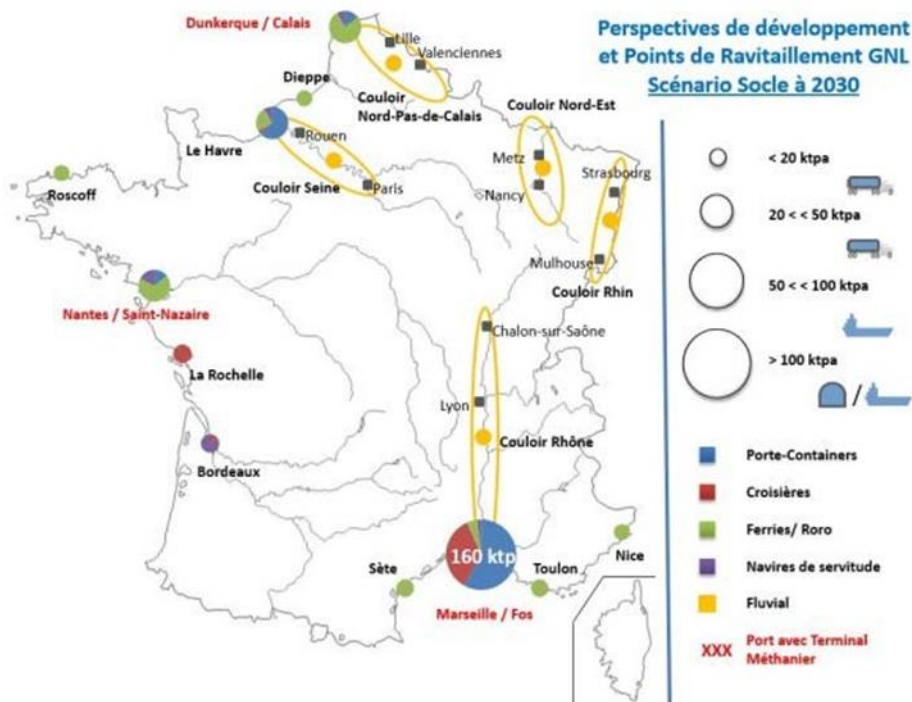 Perspectives de développement
et Points de Ravitaillement GNL
Scénario Socle à 2030
Dunkerque / Calais
Lille
Valenciennes
Dieppe
Couloir
Nord-Pas-de-Calais
Couloir Nord-Est
Le Havre
Rouen
Metz
Strasbourg
Roscoff
Couloir Seine
Paris
Nancy
Mulhouse
Couloir Rhin
Nantes / Saint-Nazaire
Chalon-sur-Saône
La Rochelle
Lyon
Couloir Rhône
Bordeaux
160 ktp
Sète
Toulon
Nice
Marseille / Fos
< 20 ktpa
20 < < 50 ktpa
50 < < 100 ktpa
> 100 ktpa
/
Porte-Containers
Croisières
Ferries/ Roro
Navires de servitude
Fluvial
XXX Port avec Terminal
Méthanier